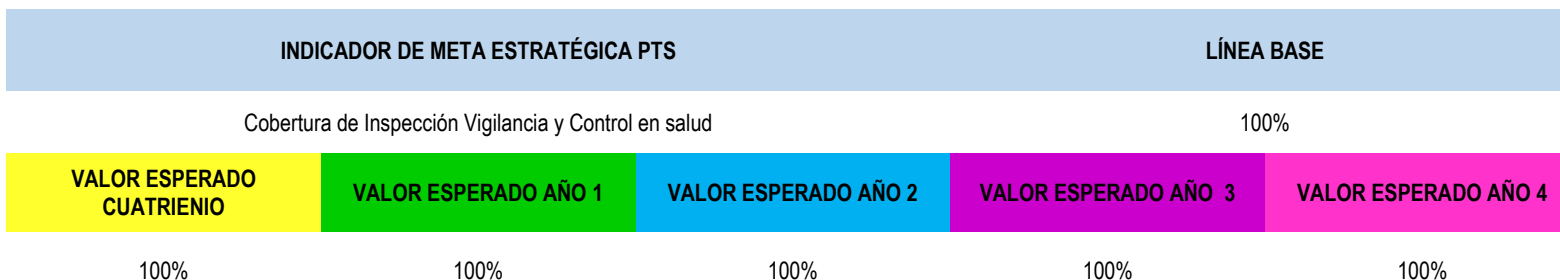 INDICADOR DE META ESTRATÉGICA PTS LÍNEA BASE
Cobertura de Inspección Vigilancia y Control en salud 100%
VALOR ESPERADO
CUATRIENIO
VALOR ESPERADO AÑO 1
VALOR ESPERADO AÑO 2
VALOR ESPERADO AÑO 3
VALOR ESPERADO AÑO 4
100% 100% 100% 100% 100%